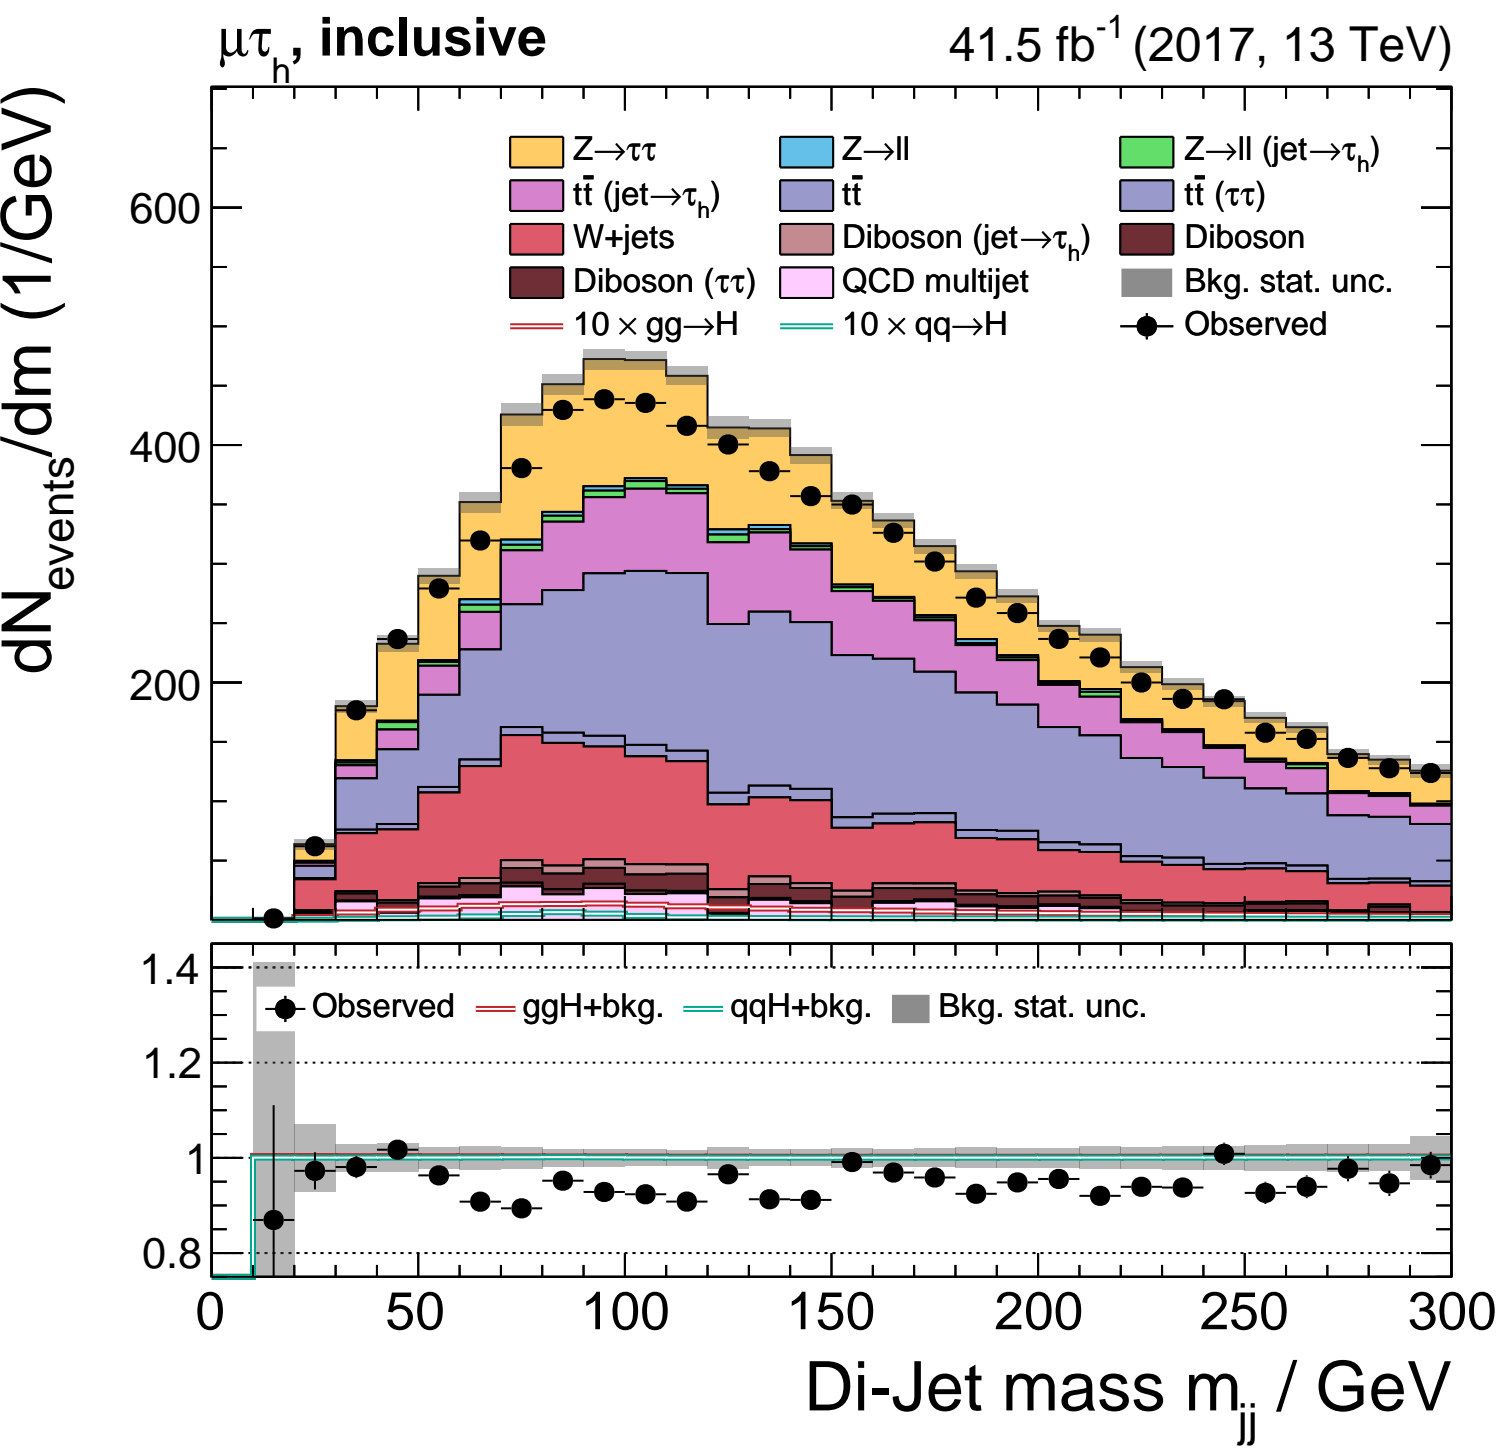 μτh, inclusive
41.5 fb-1 (2017, 13 TeV)
dNevents/dm (1/GeV)
Z→ττ Z→ll Z→ll (jet→τh)
tt̄ (jet→τh) tt̄ tt̄ (ττ)
W+jets Diboson (jet→τh) Diboson
Diboson (ττ) QCD multijet Bkg. stat. unc.
10 × gg→H 10 × qq→H Observed
600
400
200
1.4
Observed ggH+bkg. qqH+bkg. Bkg. stat. unc.
1.2
1
0.8
0 50 100 150 200 250 300
Di-Jet mass mjj / GeV